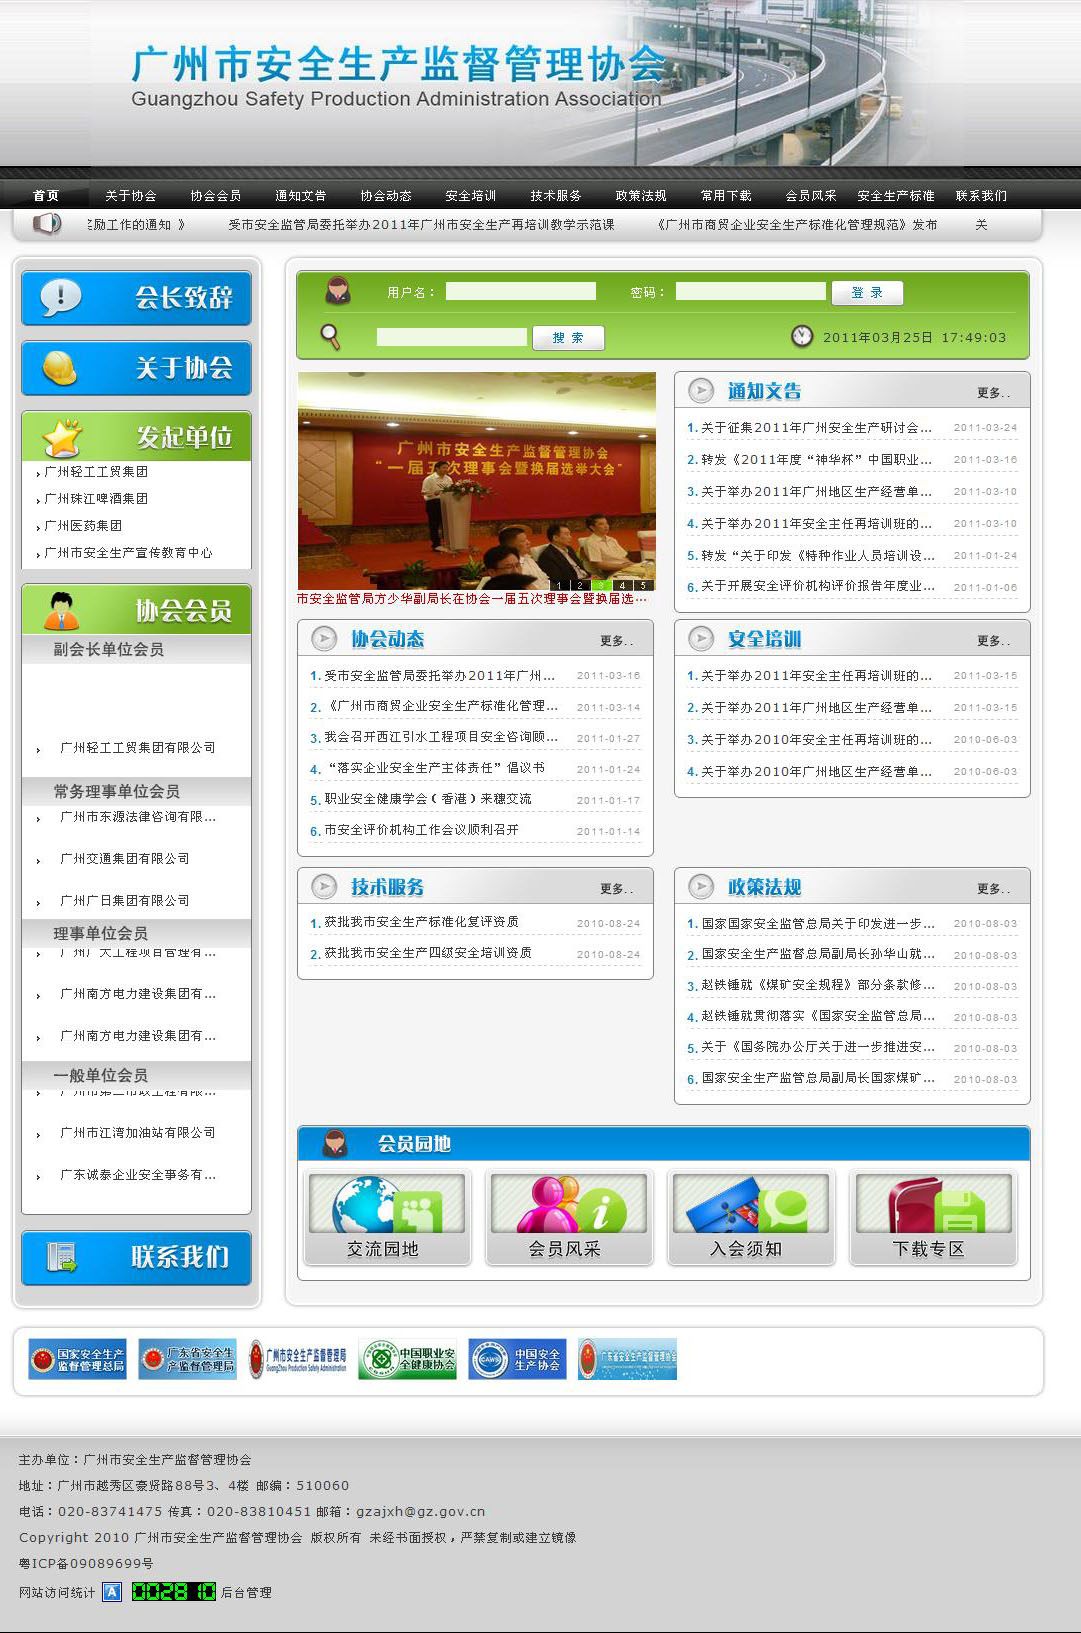 广州市安全生产监督管理协会
Guangzhou Safety Production Administration Association
首页 关于协会 协会会员 通知文告 协会动态 安全培训 技术服务 政策法规 常用下载 会员风采 安全生产标准 联系我们
励工作的通知 》 受市安全监管局委托举办2011年广州市安全生产再培训教学示范课 《广州市商贸企业安全生产标准化管理规范》发布 关
会长致辞
关于协会
发起单位
广州轻工工贸集团
广州珠江啤酒集团
广州医药集团
广州市安全生产宣传教育中心
协会会员
副会长单位会员
广州轻工工贸集团有限公司
常务理事单位会员
广州市东源法律咨询有限...
广州交通集团有限公司
广州广日集团有限公司
理事单位会员
广州广大工程项目管理有...
广州南方电力建设集团有...
广州南方电力建设集团有...
一般单位会员
广州市第二市政工程有限...
广州市江湾加油站有限公司
广东诚泰企业安全事务有...
联系我们
用户名： 密码： 登 录
搜 索 2011年03月25日 17:49:03
广州市安全生产监督管理协会
“一届五次理事会暨换届选举大会”
1 2 3 4 5
市安全监管局方少华副局长在协会一届五次理事会暨换届选...
通知文告 更多..
1. 关于征集2011年广州安全生产研讨会... 2011-03-24
2. 转发《2011年度“神华杯”中国职业... 2011-03-16
3. 关于举办2011年广州地区生产经营单... 2011-03-10
4. 关于举办2011年安全主任再培训班的... 2011-03-10
5. 转发“关于印发《特种作业人员培训设... 2011-01-24
6. 关于开展安全评价机构评价报告年度业... 2011-01-06
协会动态 更多..
1. 受市安全监管局委托举办2011年广州... 2011-03-16
2. 《广州市商贸企业安全生产标准化管理... 2011-03-14
3. 我会召开西江引水工程项目安全咨询顾... 2011-01-27
4. “落实企业安全生产主体责任”倡议书 2011-01-24
5. 职业安全健康学会（香港）来穗交流 2011-01-17
6. 市安全评价机构工作会议顺利召开 2011-01-14
安全培训 更多..
1. 关于举办2011年安全主任再培训班的... 2011-03-15
2. 关于举办2011年广州地区生产经营单... 2011-03-15
3. 关于举办2010年安全主任再培训班的... 2010-06-03
4. 关于举办2010年广州地区生产经营单... 2010-06-03
技术服务 更多..
1. 获批我市安全生产标准化复评资质 2010-08-24
2. 获批我市安全生产四级安全培训资质 2010-08-24
政策法规 更多..
1. 国家国家安全监管总局关于印发进一步... 2010-08-03
2. 国家安全生产监督总局副局长孙华山就... 2010-08-03
3. 赵铁锤就《煤矿安全规程》部分条款修... 2010-08-03
4. 赵铁锤就贯彻落实《国家安全监管总局... 2010-08-03
5. 关于《国务院办公厅关于进一步推进安... 2010-08-03
6. 国家安全生产监管总局副局长国家煤矿... 2010-08-03
会员园地
交流园地 会员风采 入会须知 下载专区
国家安全生产
监督管理总局
广东省安全生
产监督管理局
广州市安全生产监督管理局
GuangZhou Production Safety Administration
中国职业安
全健康协会
CAWS
中国安全
生产协会
广东省安全生产监督管理协会
主办单位：广州市安全生产监督管理协会
地址：广州市越秀区豪贤路88号3、4楼 邮编：510060
电话：020-83741475 传真：020-83810451 邮箱：gzajxh@gz.gov.cn
Copyright 2010 广州市安全生产监督管理协会 版权所有 未经书面授权，严禁复制或建立镜像
粤ICP备09089699号
网站访问统计 A 002810 后台管理